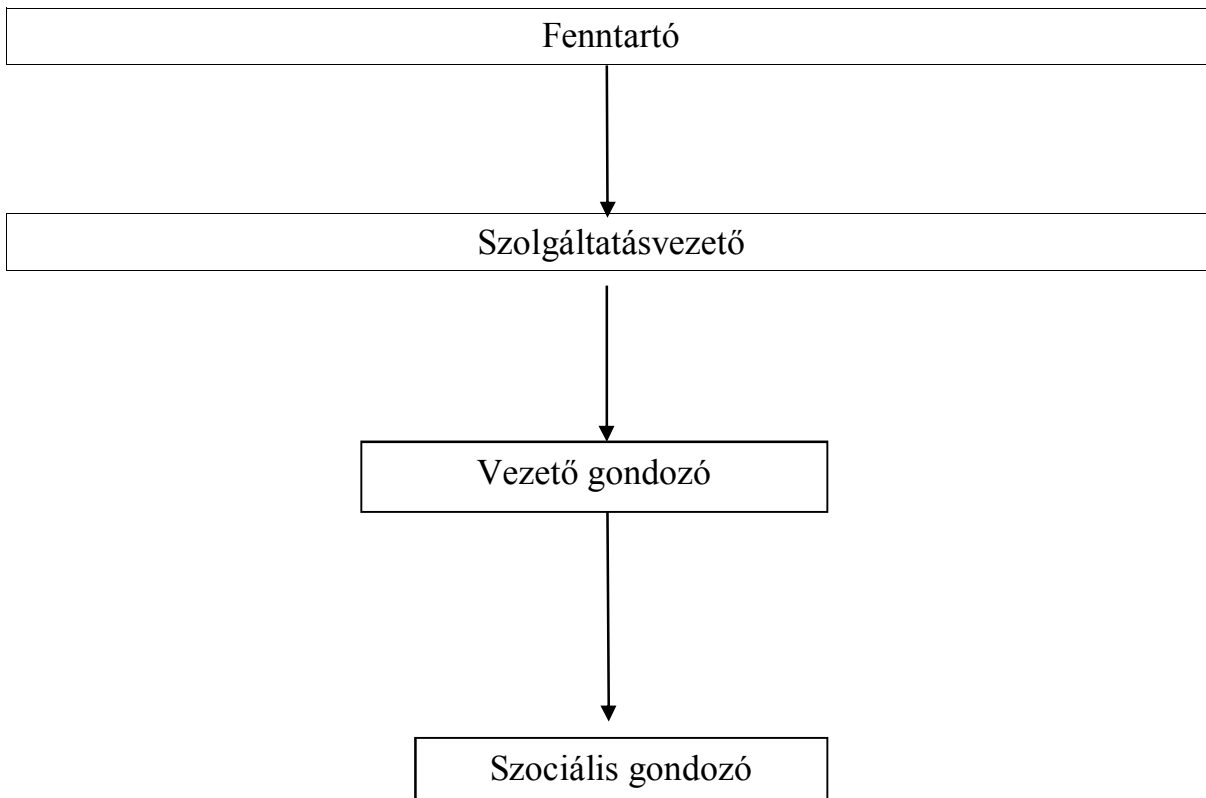 Fenntartó
Szolgáltatásvezető
Vezető gondozó
Szociális gondozó